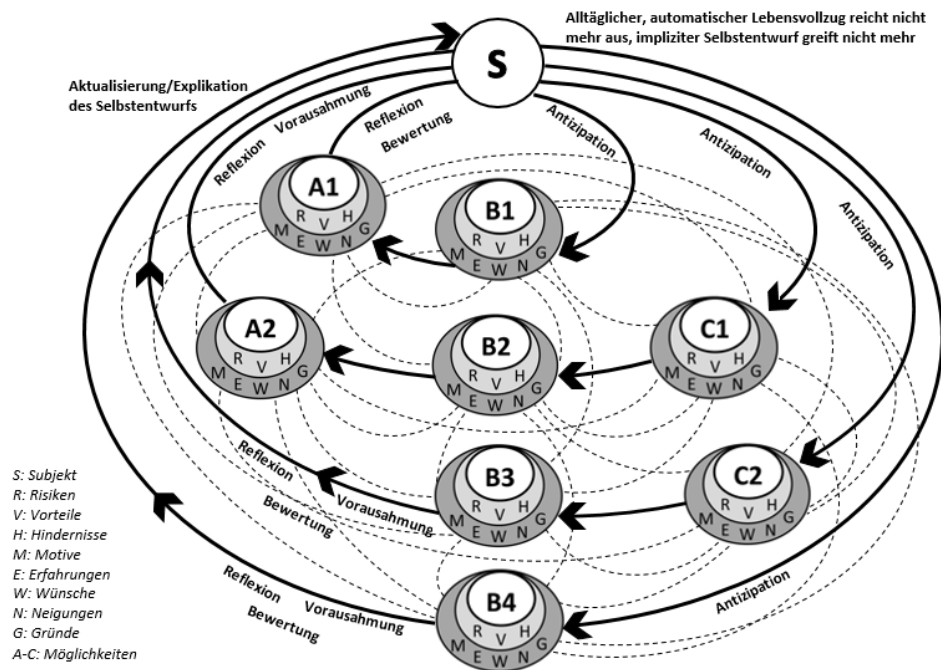 Alltäglicher, automatischer Lebensvollzug reicht nicht
mehr aus, impliziter Selbstentwurf greift nicht mehr
S
Aktualisierung/Explikation
des Selbstentwurfs
Reflexion Vorausahmung
Reflexion
Bewertung
Antizipation
Antizipation
Antizipation
A1
R V H
M E W N G
B1
R V H
M E W N G
A2
R V H
M E W N G
B2
R V H
M E W N G
C1
R V H
M E W N G
B3
R V H
M E W N G
C2
R V H
M E W N G
Reflexion Vorausahmung
Bewertung
B4
R V H
M E W N G
Reflexion Vorausahmung
Bewertung
Antizipation
S: Subjekt
R: Risiken
V: Vorteile
H: Hindernisse
M: Motive
E: Erfahrungen
W: Wünsche
N: Neigungen
G: Gründe
A-C: Möglichkeiten